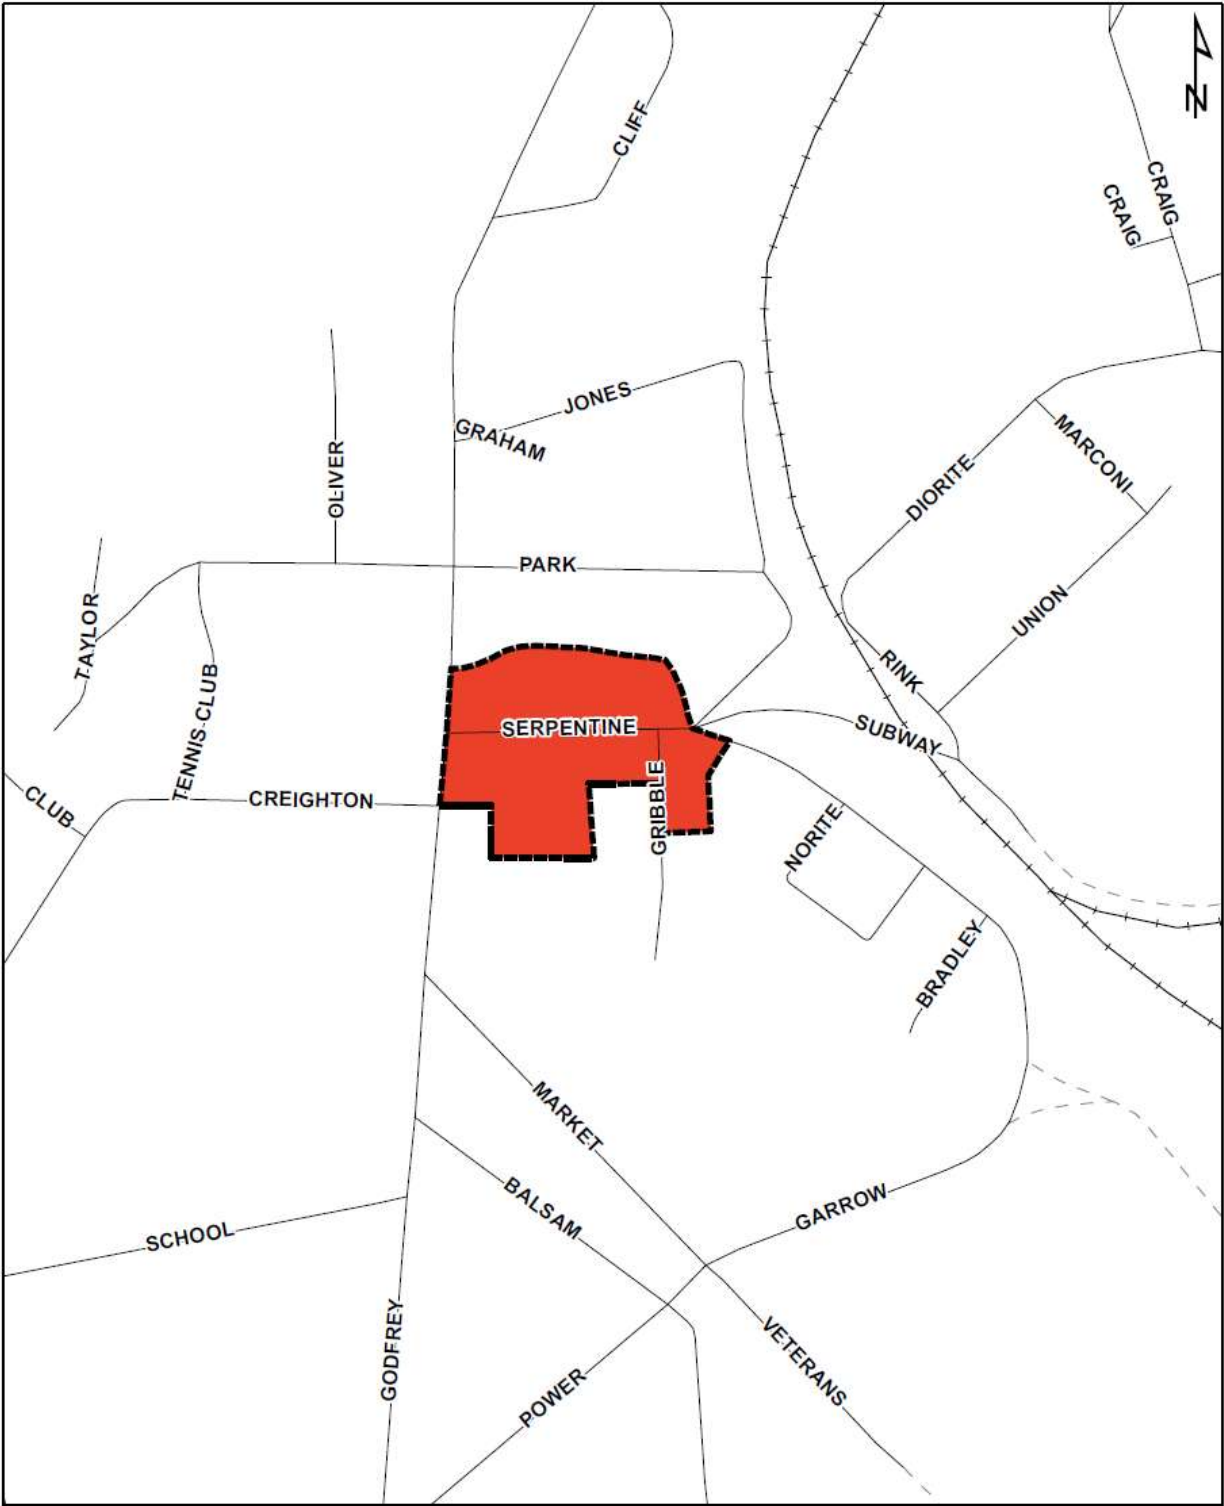 N
CLIFF
CRAIG
CRAIG
JONES
GRAHAM
MARCONI
OLIVER
DIORITE
PARK
TAYLOR
UNION
RINK
TENNIS CLUB
SERPENTINE
SUBWAY
GRIBBLE
CLUB
CREIGHTON
NORITE
BRADLEY
MARKET
BALSAM
GARROW
SCHOOL
GODFREY
VETERANS
POWER